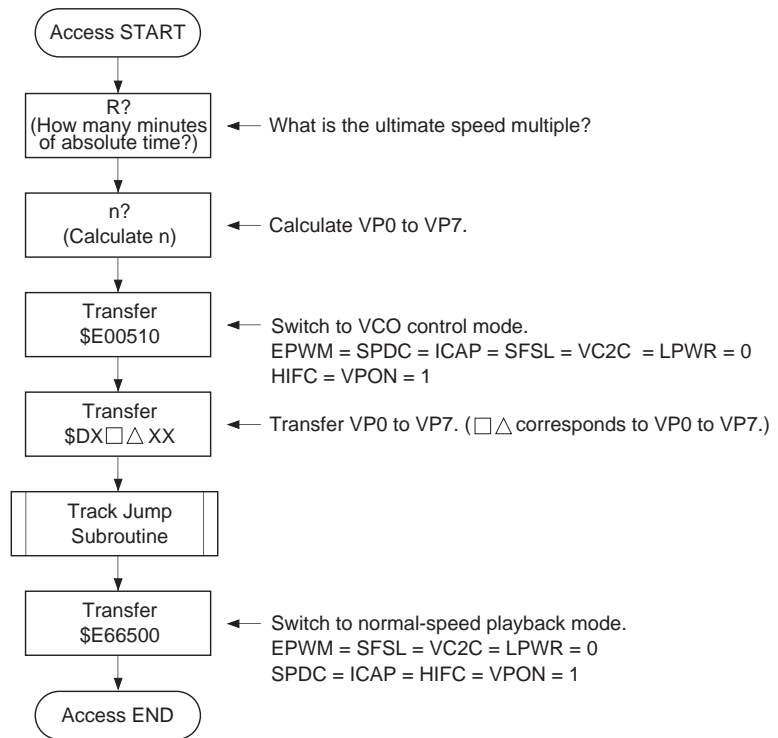 Access START
R?
(How many minutes
of absolute time?)
What is the ultimate speed multiple?
n?
(Calculate n)
Calculate VP0 to VP7.
Transfer
$E00510
Switch to VCO control mode.
EPWM = SPDC = ICAP = SFSL = VC2C = LPWR = 0
HIFC = VPON = 1
Transfer
$DX□△XX
Transfer VP0 to VP7. (□△corresponds to VP0 to VP7.)
Track Jump
Subroutine
Transfer
$E66500
Switch to normal-speed playback mode.
EPWM = SFSL = VC2C = LPWR = 0
SPDC = ICAP = HIFC = VPON = 1
Access END